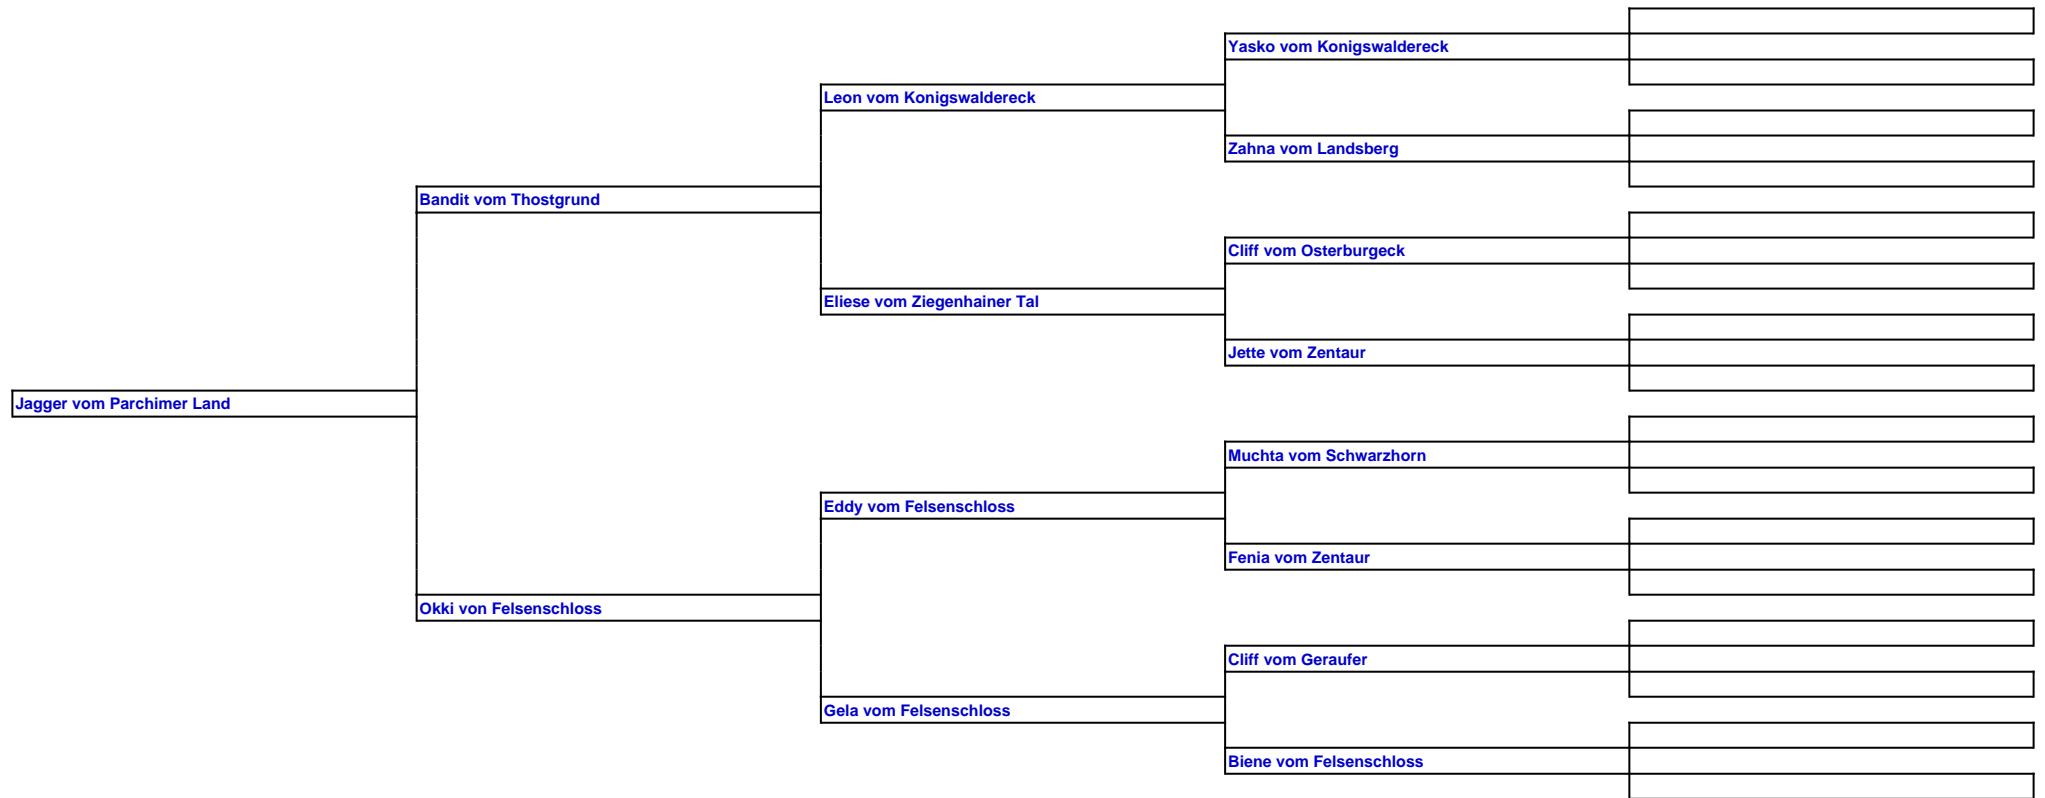 Yasko vom Konigswaldereck
Leon vom Konigswaldereck
Zahna vom Landsberg
Bandit vom Thostgrund
Cliff vom Osterburgeck
Eliese vom Ziegenhainer Tal
Jette vom Zentaur
Jagger vom Parchimer Land
Muchta vom Schwarzhorn
Eddy vom Felsenschloss
Fenia vom Zentaur
Okki von Felsenschloss
Cliff vom Geraufer
Gela vom Felsenschloss
Biene vom Felsenschloss